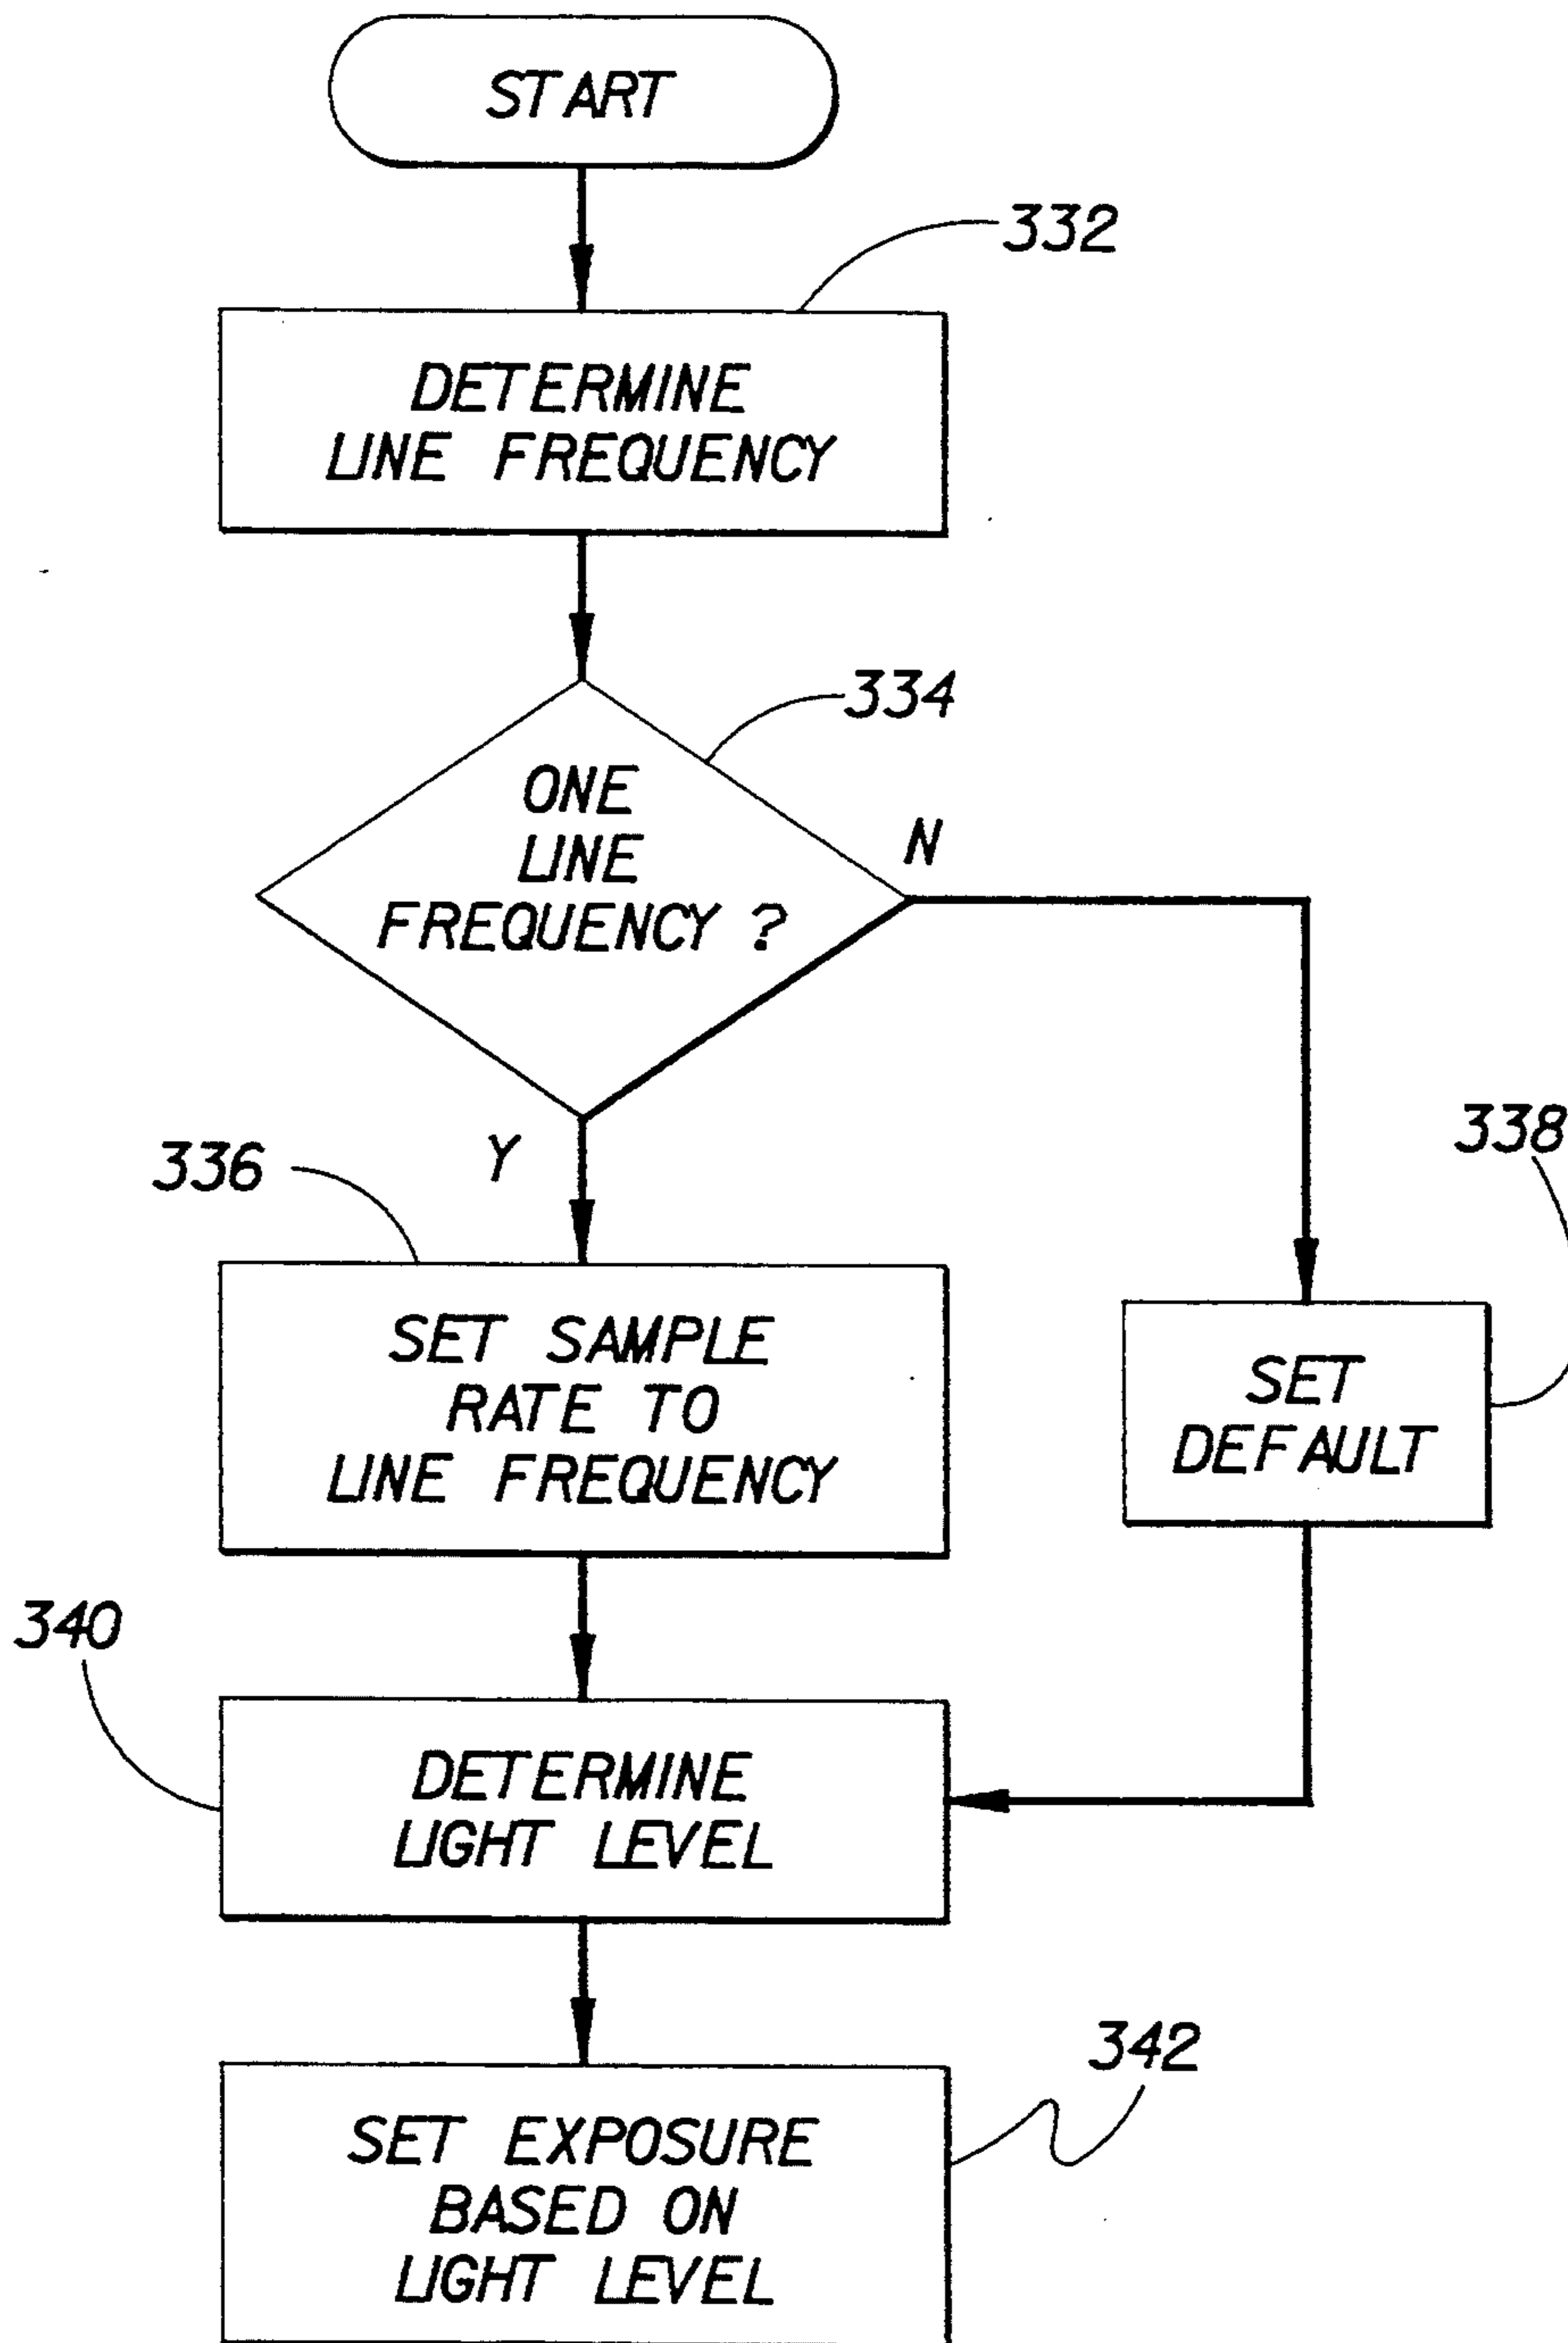 START
332
DETERMINE
LINE FREQUENCY
334
ONE
LINE
FREQUENCY ?
N
Y
336
338
SET SAMPLE
RATE TO
LINE FREQUENCY
SET
DEFAULT
340
DETERMINE
LIGHT LEVEL
342
SET EXPOSURE
BASED ON
LIGHT LEVEL